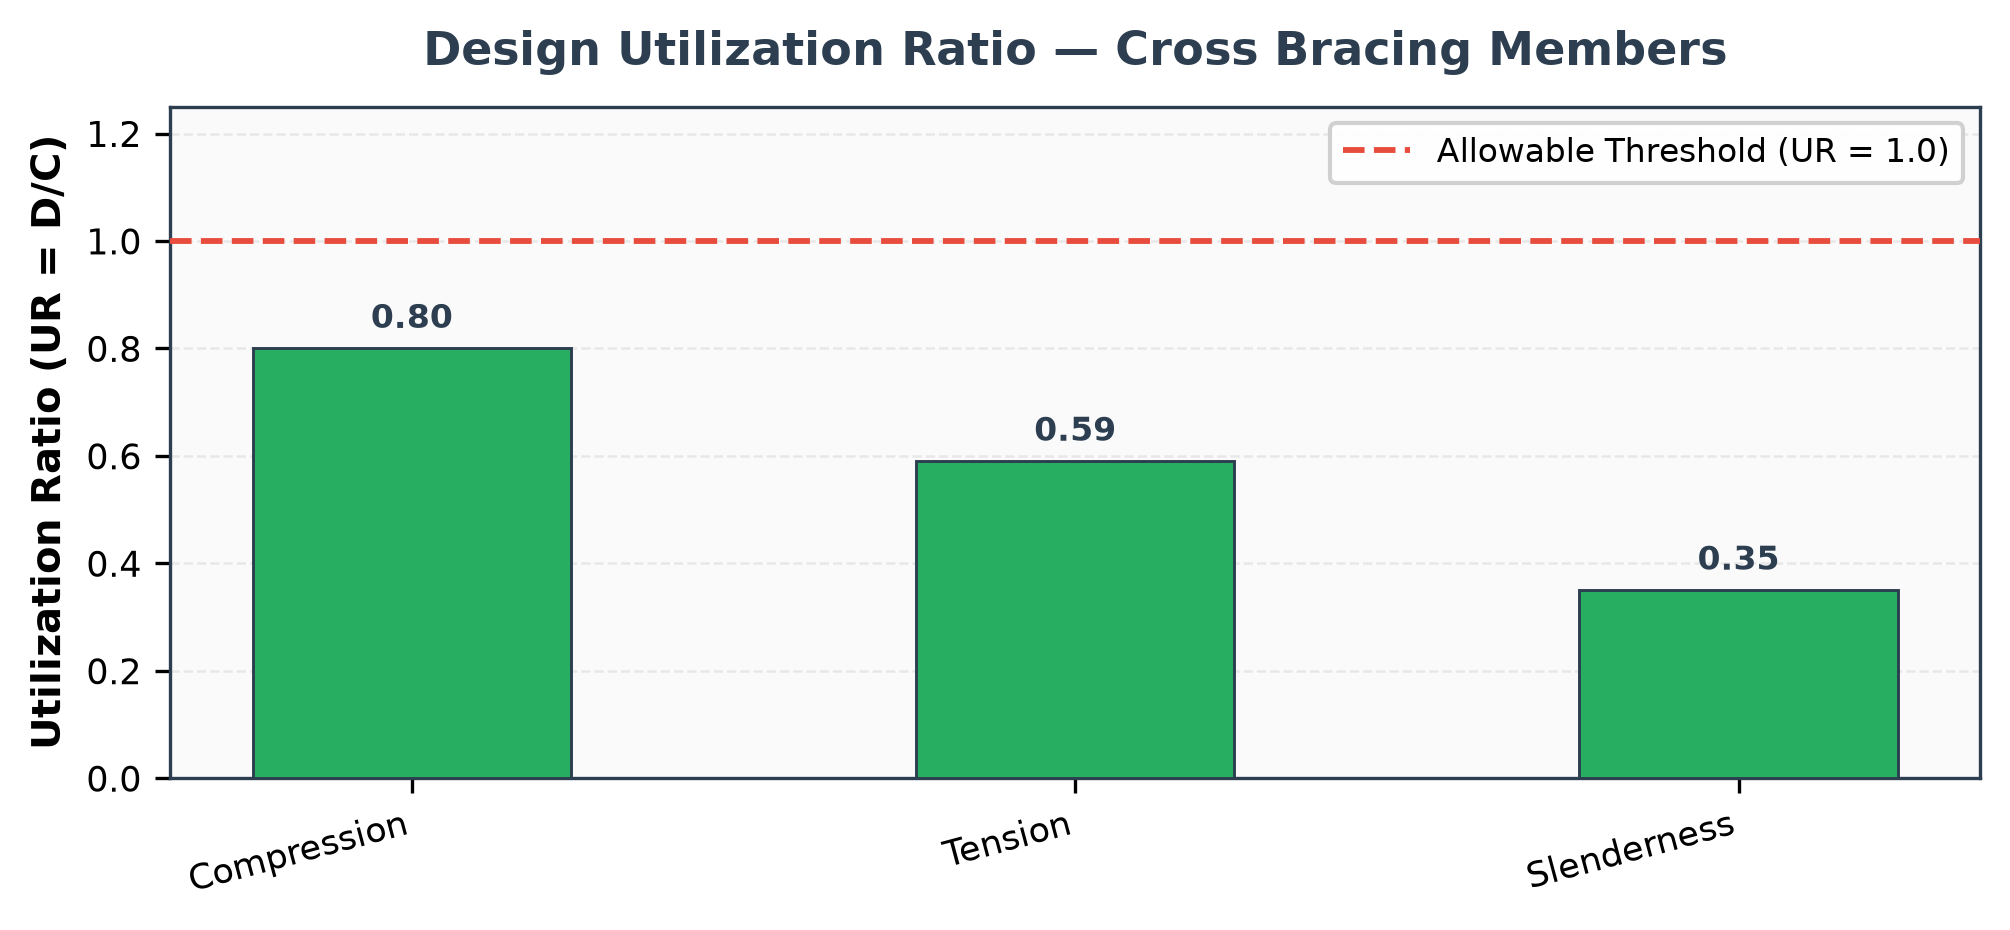 Design Utilization Ratio — Cross Bracing Members
Utilization Ratio (UR = D/C)
1.2
1.0
0.8
0.6
0.4
0.2
0.0
Allowable Threshold (UR = 1.0)
0.80
0.59
0.35
Compression
Tension
Slenderness